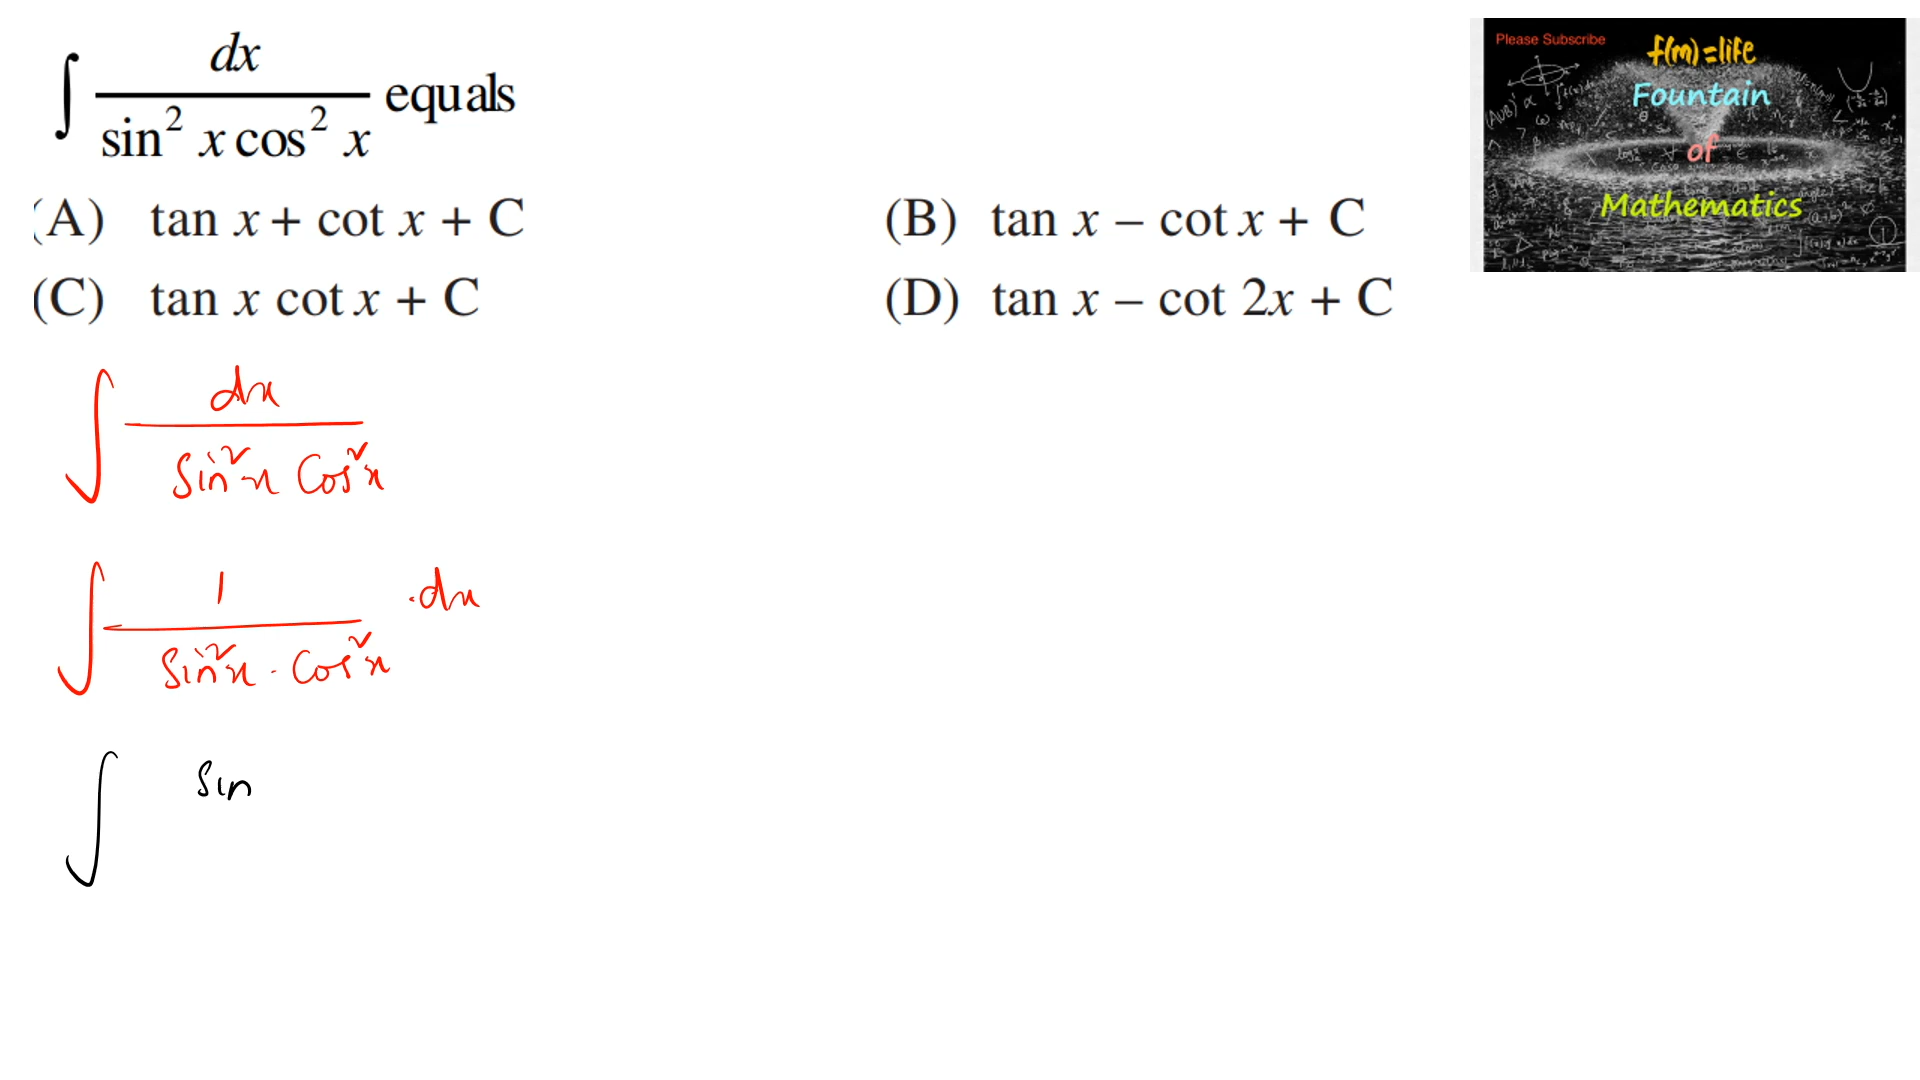 ∫ dx / sin² x cos² x equals
(A) tan x + cot x + C
(B) tan x – cot x + C
(C) tan x cot x + C
(D) tan x – cot 2x + C
∫ dx / Sin²x Cos²x
∫ 1 / Sin²x . Cos²x .dx
∫ Sin
Please Subscribe
f(m)=life
Fountain
of
Mathematics